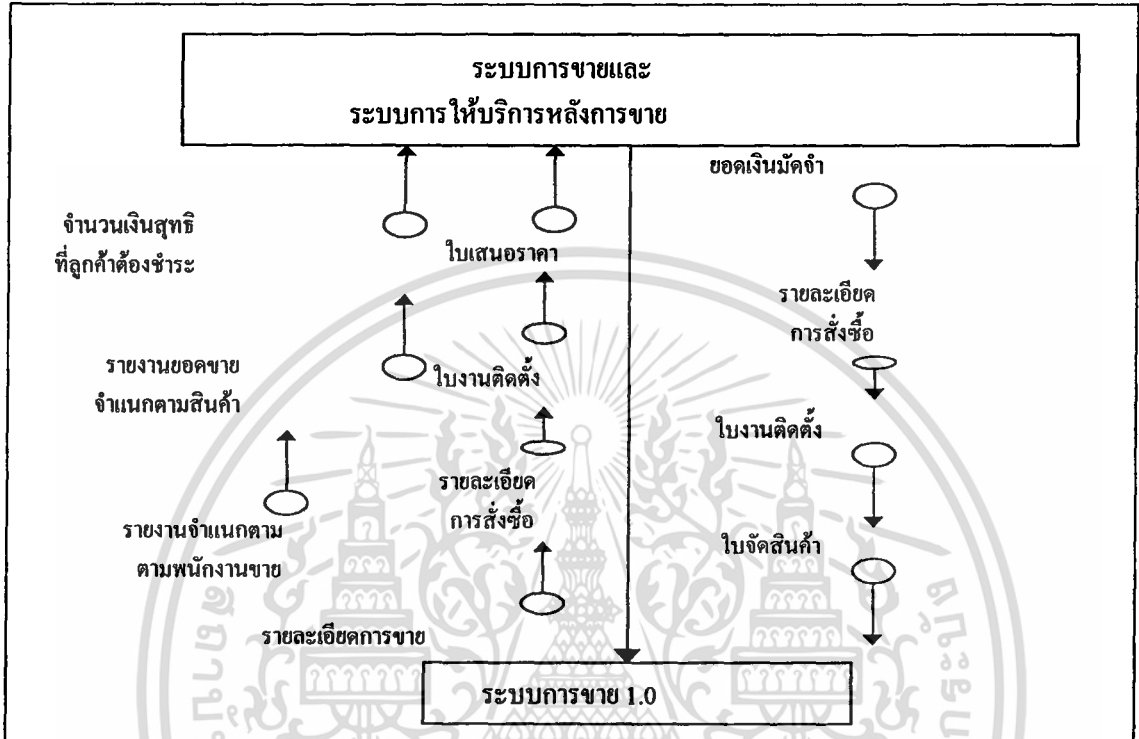 ระบบการขายและ
ระบบการให้บริการหลังการขาย
ยอดเงินมัดจำ
จำนวนเงินสุทธิ
ที่ลูกค้าต้องชำระ
ใบเสนอราคา
รายละเอียด
การสั่งซื้อ
รายงานยอดขาย
จำแนกตามสินค้า
ใบงานติดตั้ง
ใบงานติดตั้ง
รายละเอียด
การสั่งซื้อ
รายงานจำแนกตาม
ตามพนักงานขาย
ใบจัดสินค้า
รายละเอียดการขาย
ระบบการขาย 1.0